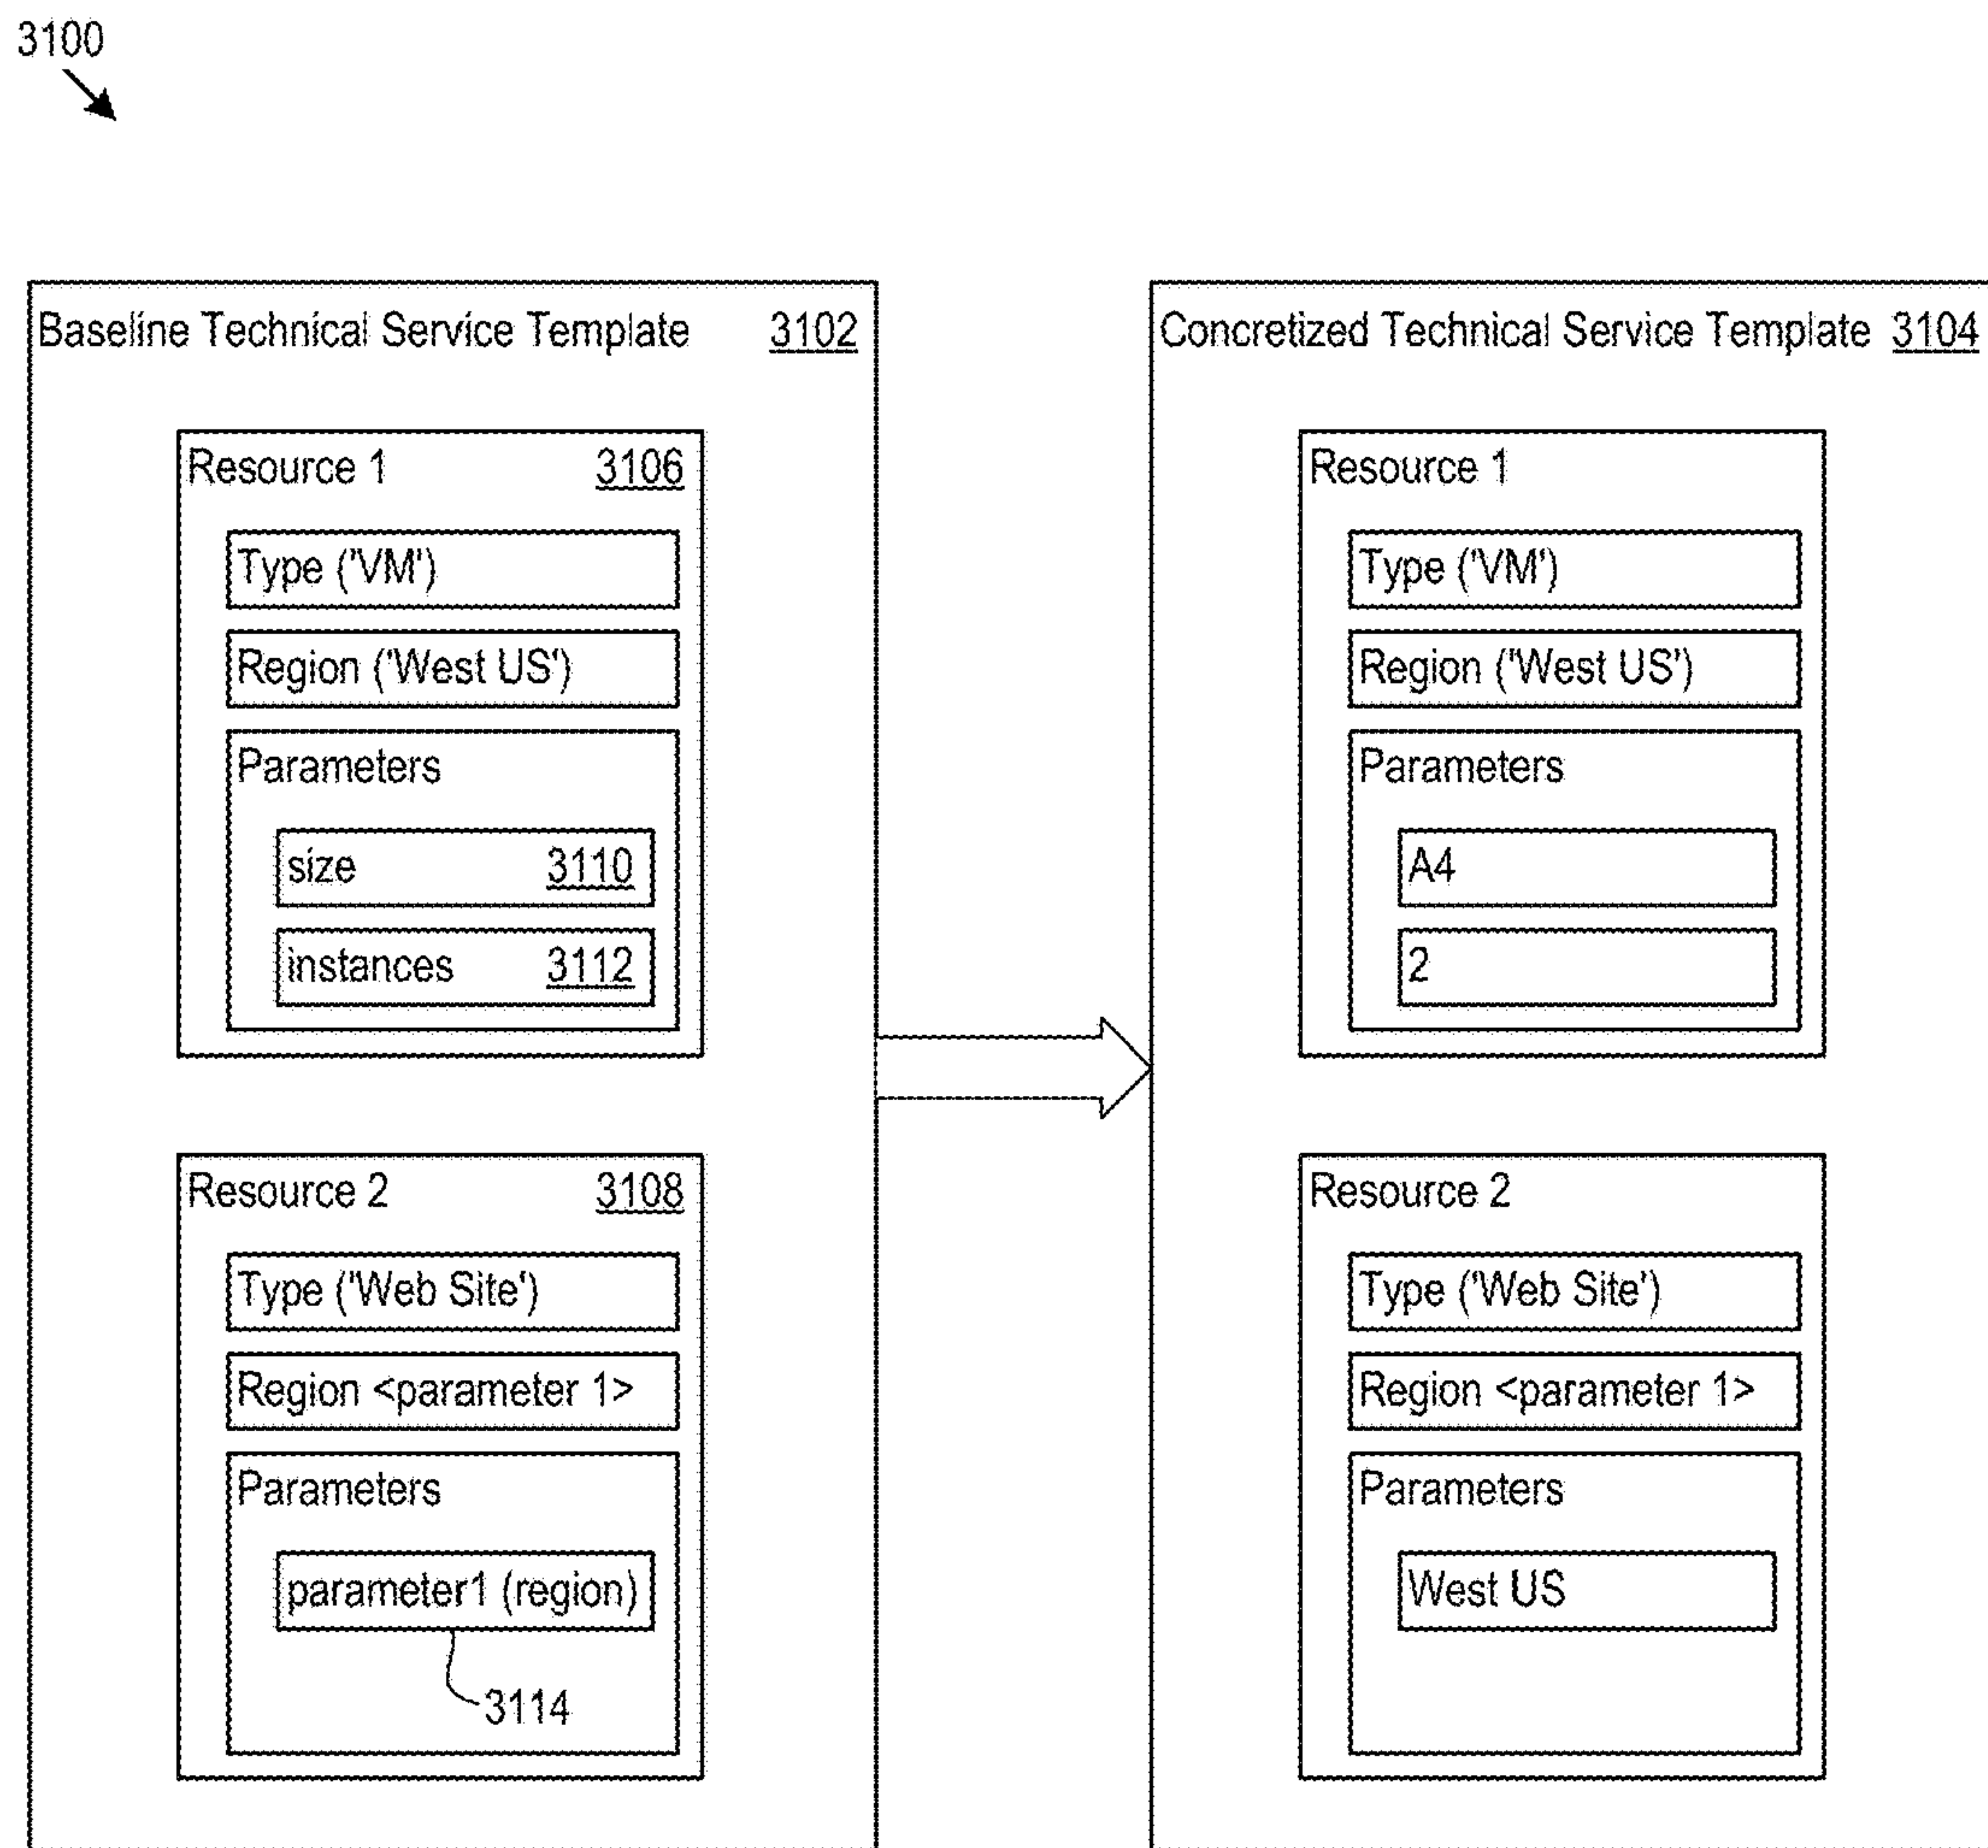 3100
Baseline Technical Service Template 3102
Resource 1 3106
Type ('VM')
Region ('West US')
Parameters
size 3110
instances 3112
Resource 2 3108
Type ('Web Site')
Region <parameter 1>
Parameters
parameter1 (region)
3114
Concretized Technical Service Template 3104
Resource 1
Type ('VM')
Region ('West US')
Parameters
A4
2
Resource 2
Type ('Web Site')
Region <parameter 1>
Parameters
West US